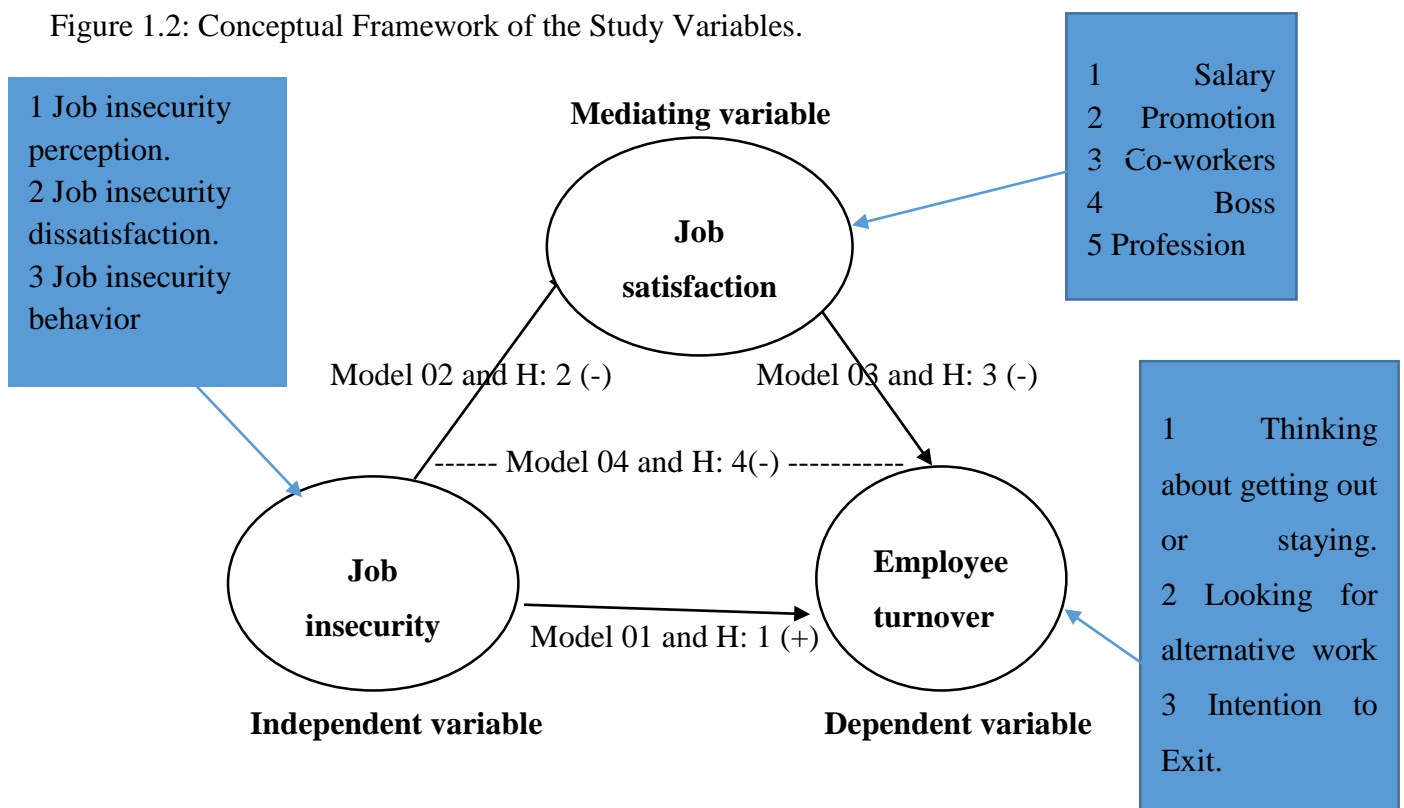 Figure 1.2: Conceptual Framework of the Study Variables.
1 Job insecurity
perception.
2 Job insecurity
dissatisfaction.
3 Job insecurity
behavior
Mediating variable
Job
satisfaction
1 Salary
2 Promotion
3 Co-workers
4 Boss
5 Profession
Model 02 and H: 2 (-)
Model 03 and H: 3 (-)
------ Model 04 and H: 4(-) -----------
Job
insecurity
Employee
turnover
Model 01 and H: 1 (+)
Independent variable
Dependent variable
1 Thinking
about getting out
or staying.
2 Looking for
alternative work
3 Intention to
Exit.